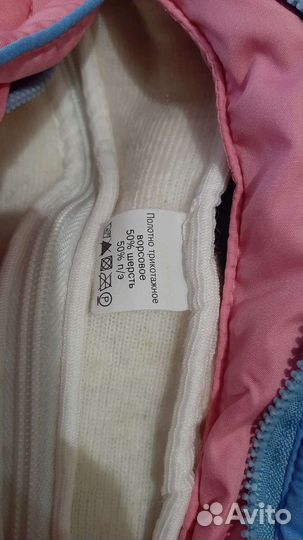 Полотно трикотажное
ворсовое
50% шерсть
50% п/э
P
Avito